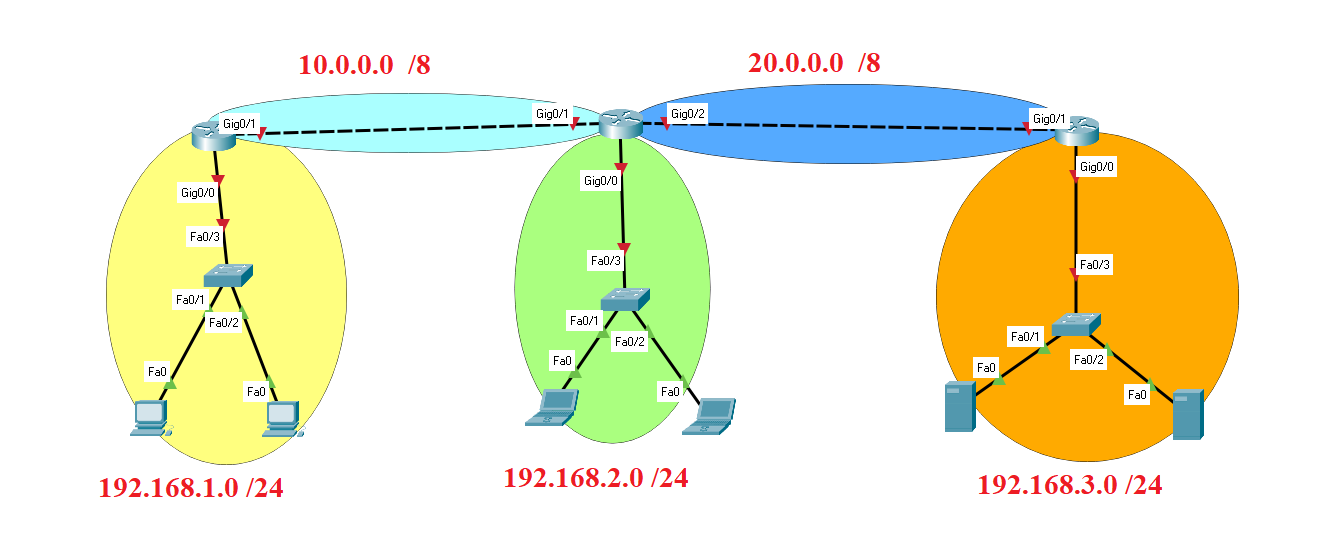 10.0.0.0 /8
20.0.0.0 /8
Gig0/1
Gig0/1
Gig0/2
Gig0/1
Gig0/0
Gig0/0
Gig0/0
Fa0/3
Fa0/3
Fa0/3
Fa0/1
Fa0/2
Fa0/1
Fa0/2
Fa0/1
Fa0/2
Fa0
Fa0
Fa0
Fa0
Fa0
Fa0
192.168.1.0 /24
192.168.2.0 /24
192.168.3.0 /24